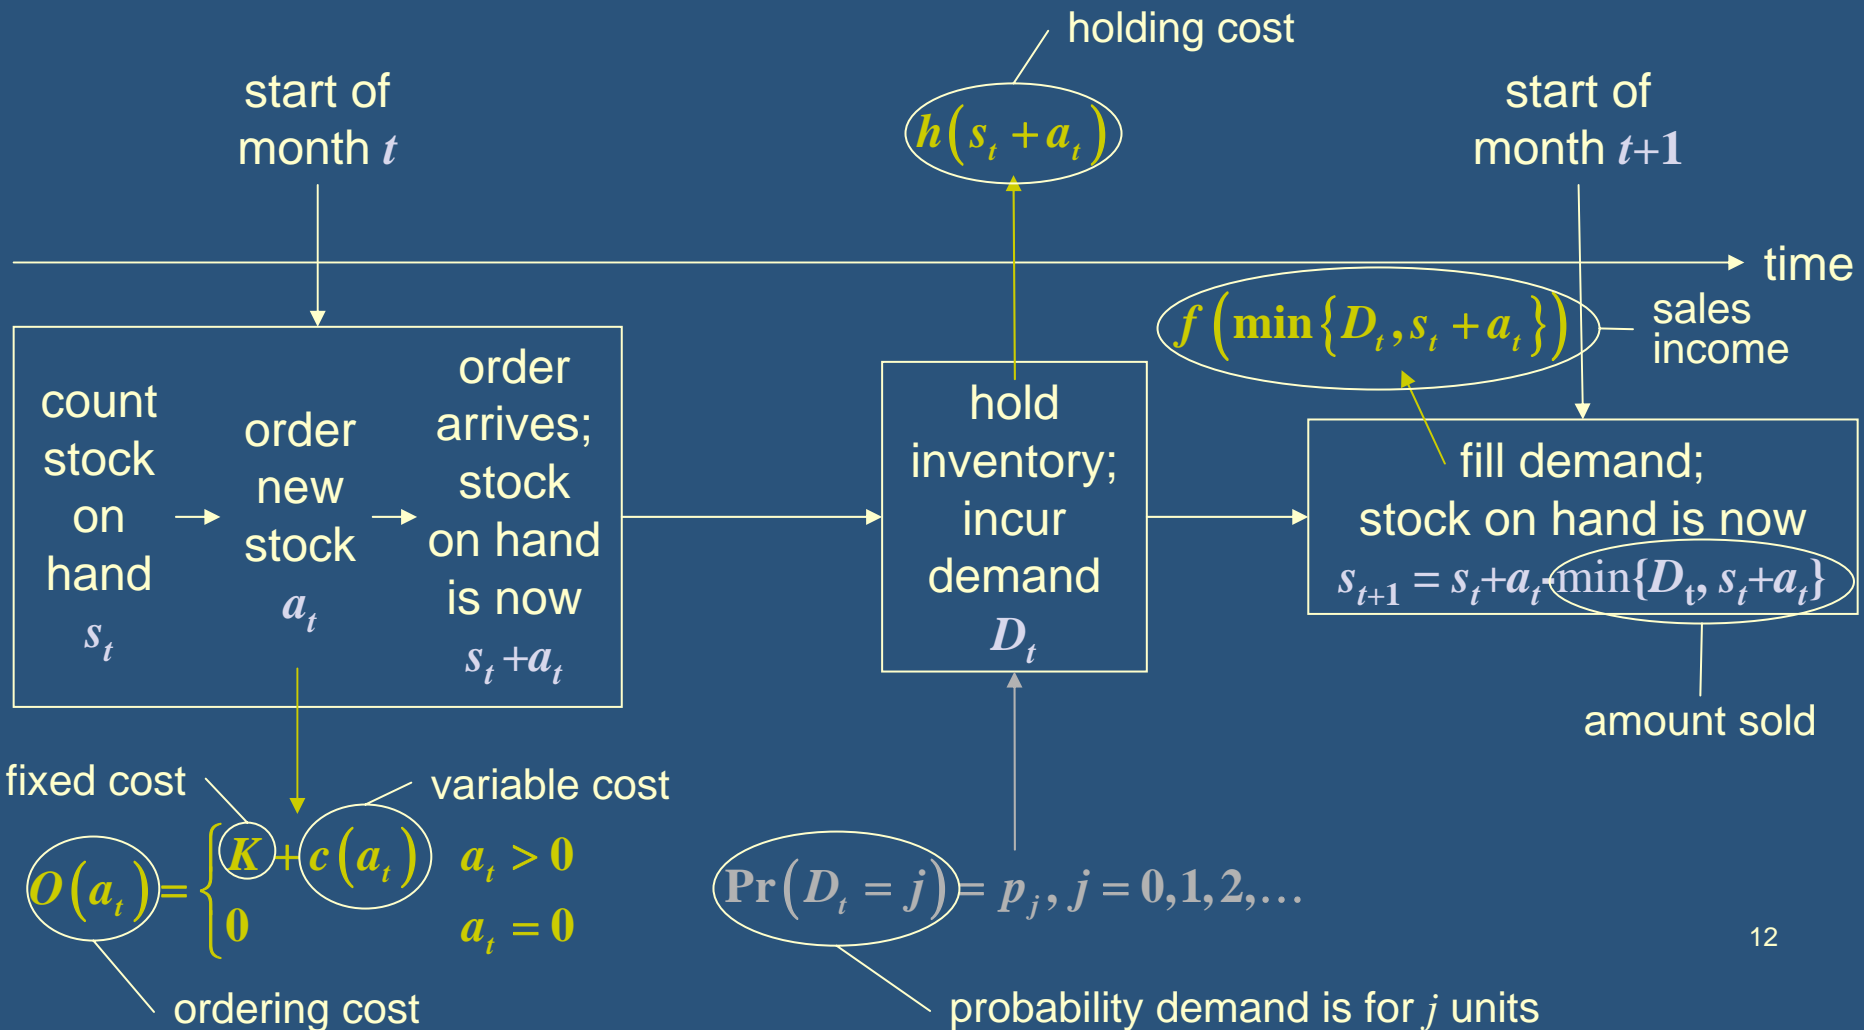 holding cost
start of
month t
h(s_t + a_t)
start of
month t+1
time
f(min{D_t, s_t + a_t})
sales
income
count
stock
on
hand
s_t
order
new
stock
a_t
order
arrives;
stock
on hand
is now
s_t+a_t
hold
inventory;
incur
demand
D_t
fill demand;
stock on hand is now
s_{t+1} = s_t+a_t-min{D_t, s_t+a_t}
amount sold
fixed cost
variable cost
O(a_t) = { K + c(a_t) a_t > 0
0 a_t = 0
ordering cost
Pr(D_t = j) = p_j, j = 0,1,2,…
probability demand is for j units
12